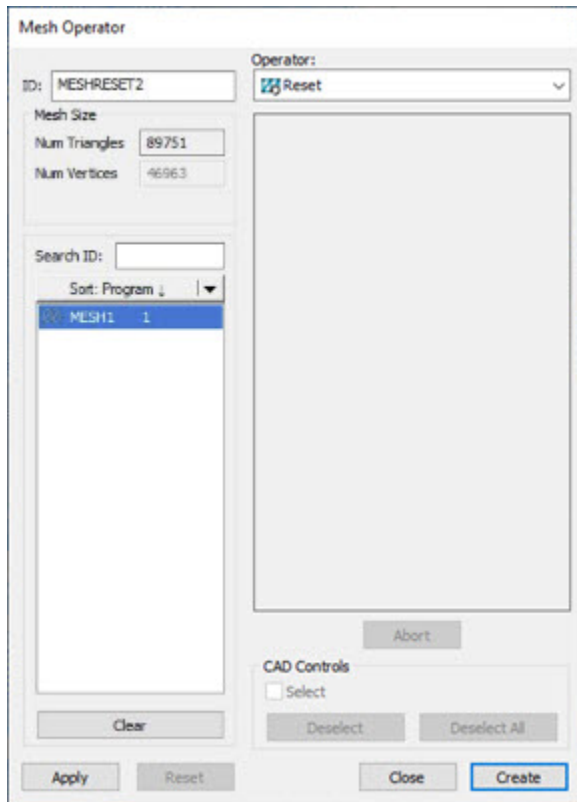 Mesh Operator
Operator:
ID: MESHRESET2
Reset
Mesh Size
Num Triangles 89751
Num Vertices 46963
Search ID:
Sort: Program ↓
MESH1 1
Abort
CAD Controls
Select
Clear
Deselect Deselect All
Apply Reset Close Create